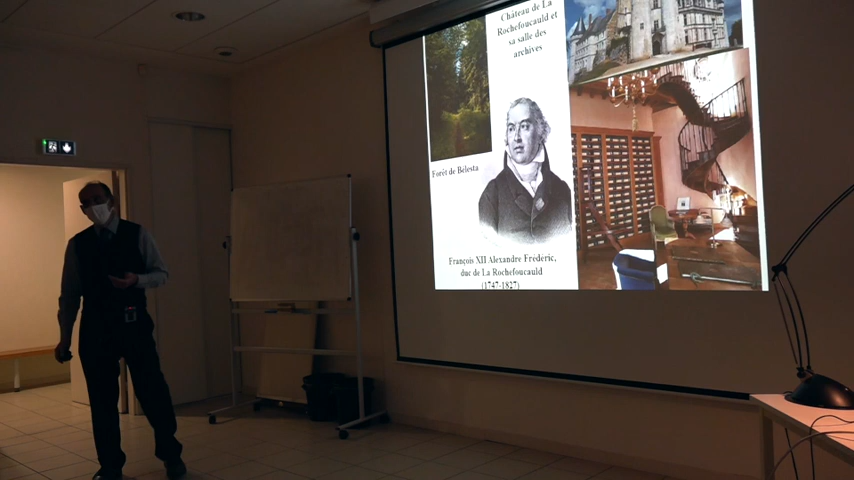 Château de La
Rochefoucauld et
sa salle des
archives
Forêt de Bélesta
François XII Alexandre Frédéric,
duc de La Rochefoucauld
(1747-1827)